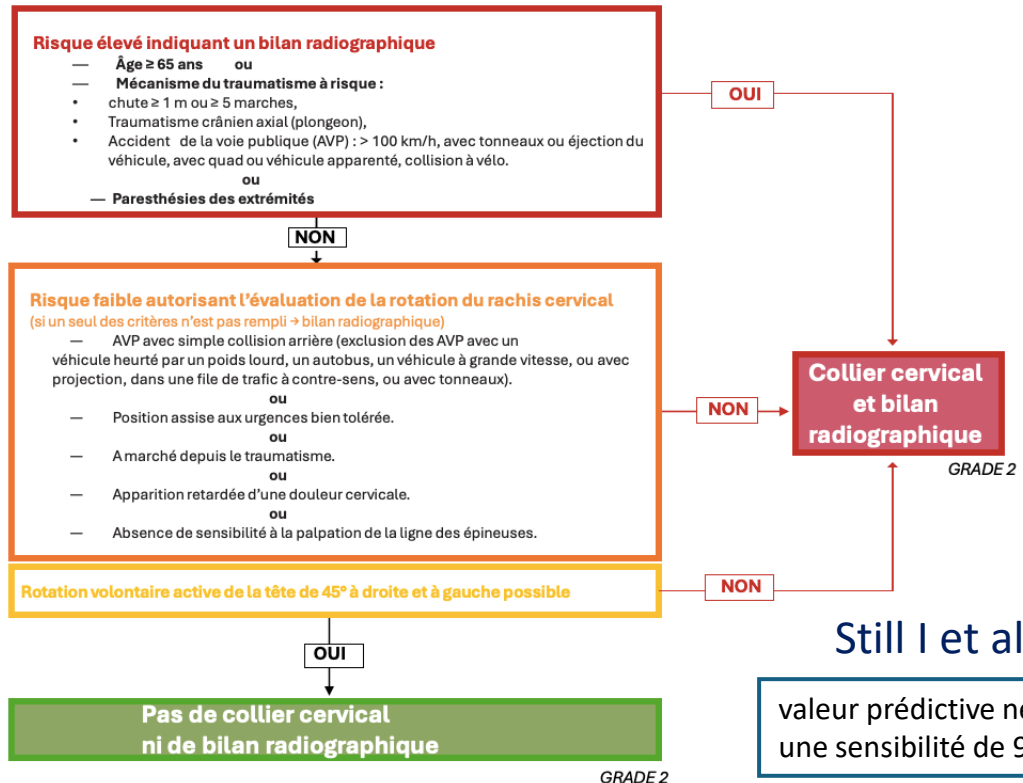 Risque élevé indiquant un bilan radiographique
— Âge ≥ 65 ans ou
— Mécanisme du traumatisme à risque :
• chute ≥ 1 m ou ≥ 5 marches,
• Traumatisme crânien axial (plongeon),
• Accident de la voie publique (AVP) : > 100 km/h, avec tonneaux ou éjection du
véhicule, avec quad ou véhicule apparenté, collision à vélo.
ou
— Paresthésies des extrémités
OUI
NON
Risque faible autorisant l'évaluation de la rotation du rachis cervical
(si un seul des critères n'est pas rempli → bilan radiographique)
— AVP avec simple collision arrière (exclusion des AVP avec un
véhicule heurté par un poids lourd, un autobus, un véhicule à grande vitesse, ou avec
projection, dans une file de trafic à contre-sens, ou avec tonneaux).
ou
— Position assise aux urgences bien tolérée.
ou
— A marché depuis le traumatisme.
ou
— Apparition retardée d'une douleur cervicale.
ou
— Absence de sensibilité à la palpation de la ligne des épineuses.
NON
Collier cervical
et bilan
radiographique
GRADE 2
Rotation volontaire active de la tête de 45° à droite et à gauche possible
NON
OUI
Still I et al
Pas de collier cervical
ni de bilan radiographique
GRADE 2
valeur prédictive né
une sensibilité de 9